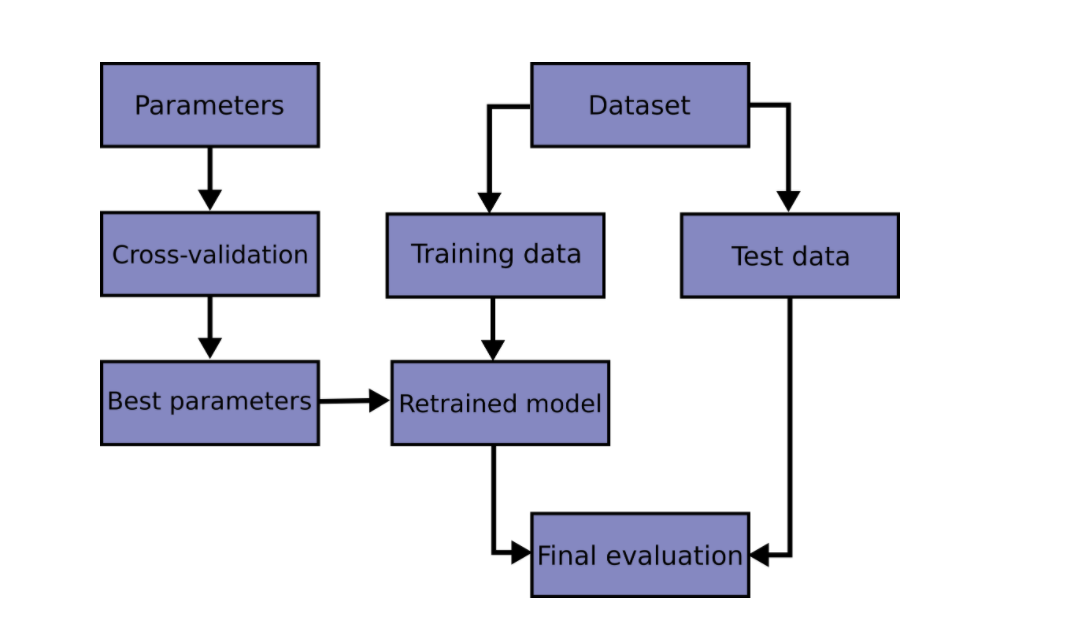 Parameters
Dataset
Cross-validation
Training data
Test data
Best parameters
Retrained model
Final evaluation